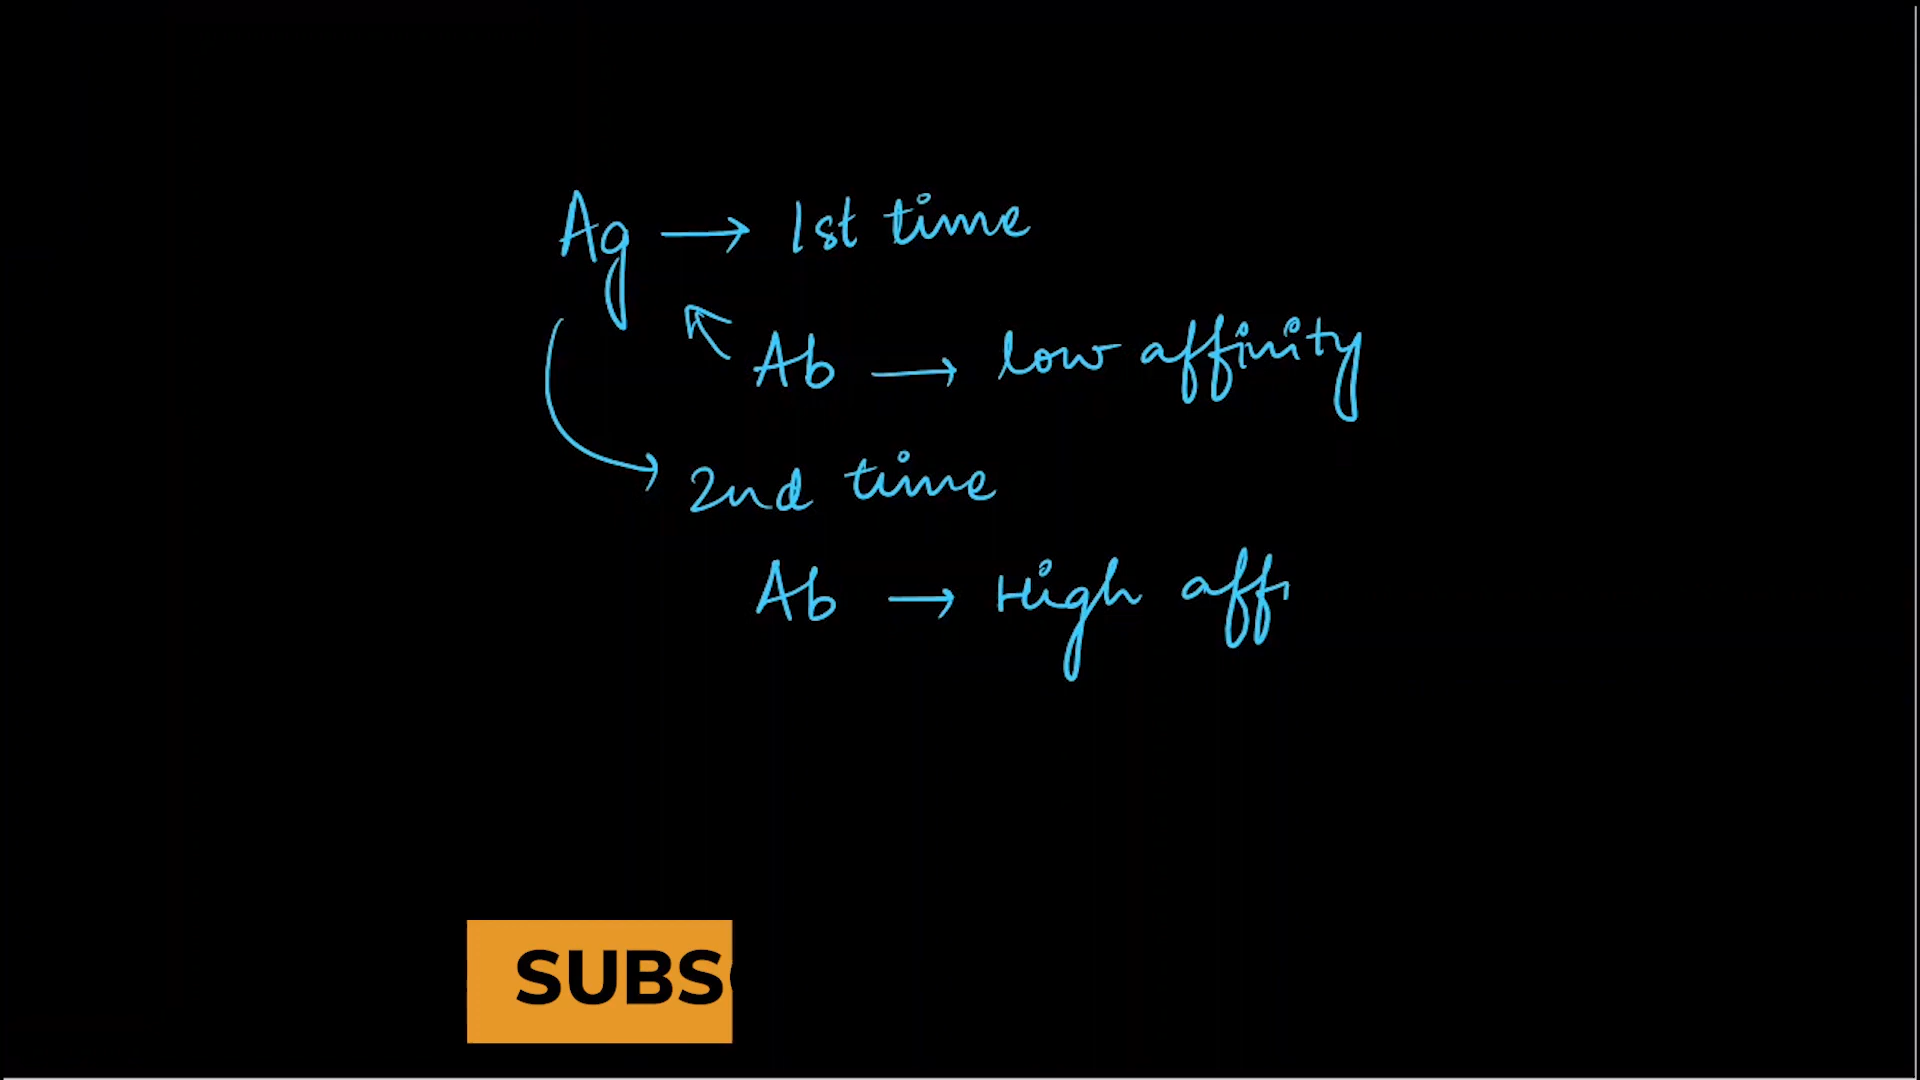 Ag → 1st time
Ab → low affinity
2nd time
Ab → High affi
SUBS